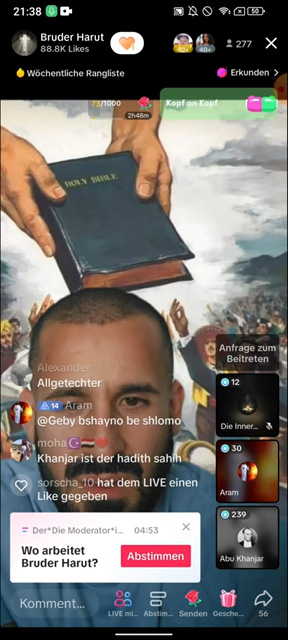 21:38
50
Bruder Harut
88.8K Likes
40+
40+
277
Wöchentliche Rangliste
Erkunden >
73/1000
2h48m
Kopf an Kopf
HOLY BIBLE
Anfrage zum
Beitreten
Alexander
Allgetechter
14 Aram
@Geby bshayno be shlomo
moha
Khanjar ist der hadith sahih
sorscha_10 hat dem LIVE einen
Like gegeben
12
Die Inner...
30
Aram
239
Abu Khanjar
Der*Die Moderator*i... 04:53
Wo arbeitet
Bruder Harut?
Abstimmen
Komment...
LIVE mi...
Abstim...
Senden
Gesche...
56